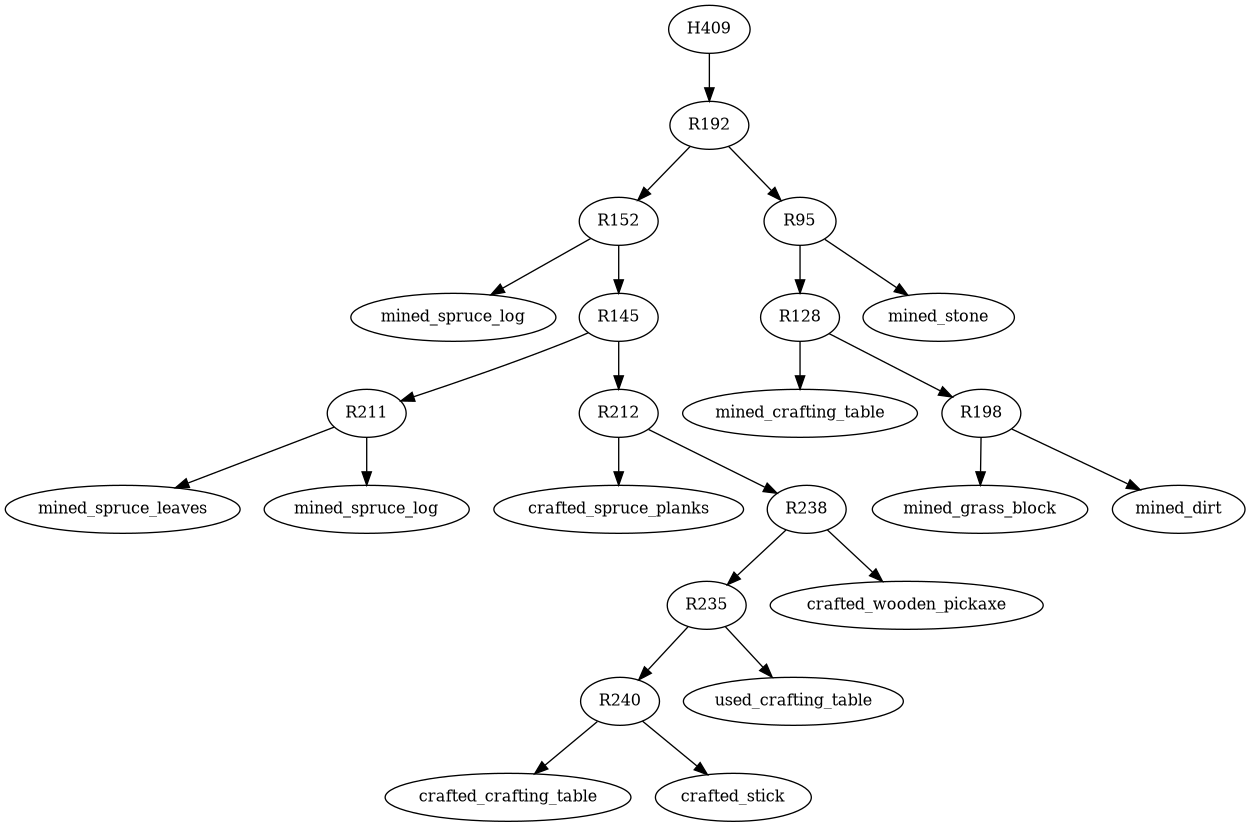 H409
R192
R152
R95
mined_spruce_log
R145
R128
mined_stone
R211
R212
mined_crafting_table
R198
mined_spruce_leaves
mined_spruce_log
crafted_spruce_planks
R238
mined_grass_block
mined_dirt
R235
crafted_wooden_pickaxe
R240
used_crafting_table
crafted_crafting_table
crafted_stick